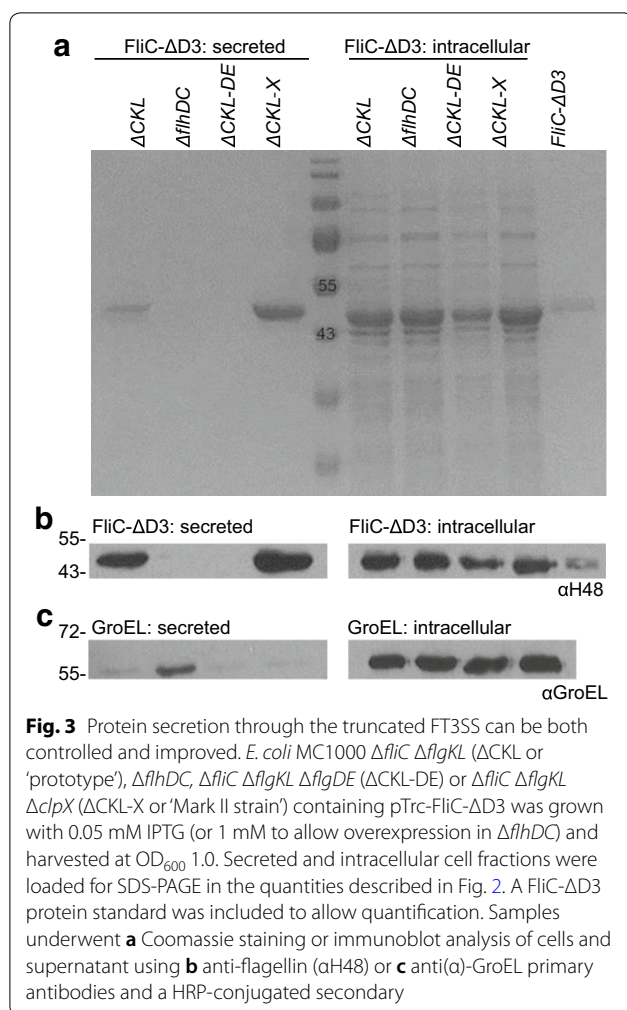 a
FliC-ΔD3: secreted
FliC-ΔD3: intracellular
ΔCKL
ΔflhDC
ΔCKL-DE
ΔCKL-X
ΔCKL
ΔflhDC
ΔCKL-DE
ΔCKL-X
FliC-ΔD3
55
43
b
FliC-ΔD3: secreted
FliC-ΔD3: intracellular
55-
43-
αH48
c
GroEL: secreted
GroEL: intracellular
72-
55-
αGroEL
Fig. 3 Protein secretion through the truncated FT3SS can be both
controlled and improved. E. coli MC1000 ΔfliC ΔflgKL (ΔCKL or
‘prototype’), ΔflhDC, ΔfliC ΔflgKL ΔflgDE (ΔCKL-DE) or ΔfliC ΔflgKL
ΔclpX (ΔCKL-X or ‘Mark II strain’) containing pTrc-FliC-ΔD3 was grown
with 0.05 mM IPTG (or 1 mM to allow overexpression in ΔflhDC) and
harvested at OD600 1.0. Secreted and intracellular cell fractions were
loaded for SDS-PAGE in the quantities described in Fig. 2. A FliC-ΔD3
protein standard was included to allow quantification. Samples
underwent a Coomassie staining or immunoblot analysis of cells and
supernatant using b anti-flagellin (αH48) or c anti(α)-GroEL primary
antibodies and a HRP-conjugated secondary